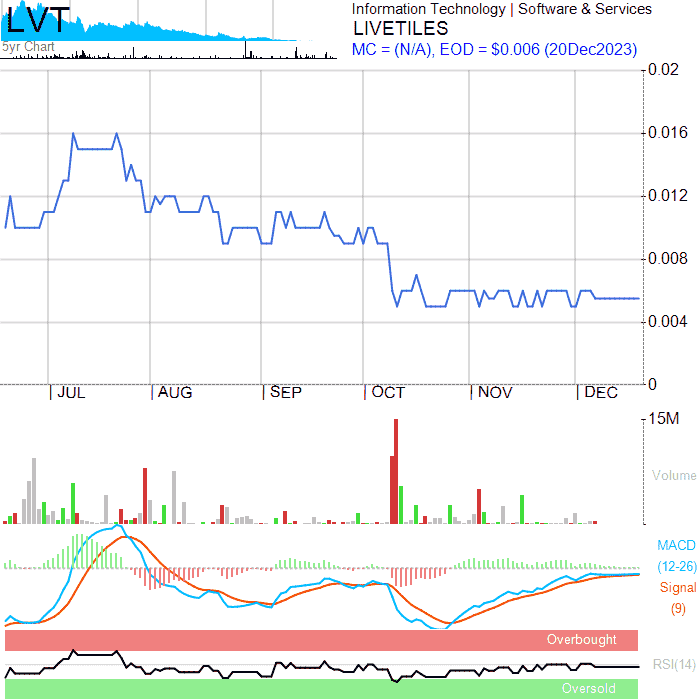 LVT
5yr Chart
Information Technology | Software & Services
LIVETILES
MC = (N/A), EOD = $0.006 (20Dec2023)
0.02
0.016
0.012
0.008
0.004
0
JUL AUG SEP OCT NOV DEC
15M
Volume
MACD
(12-26)
Signal
(9)
Overbought
RSI(14)
Oversold